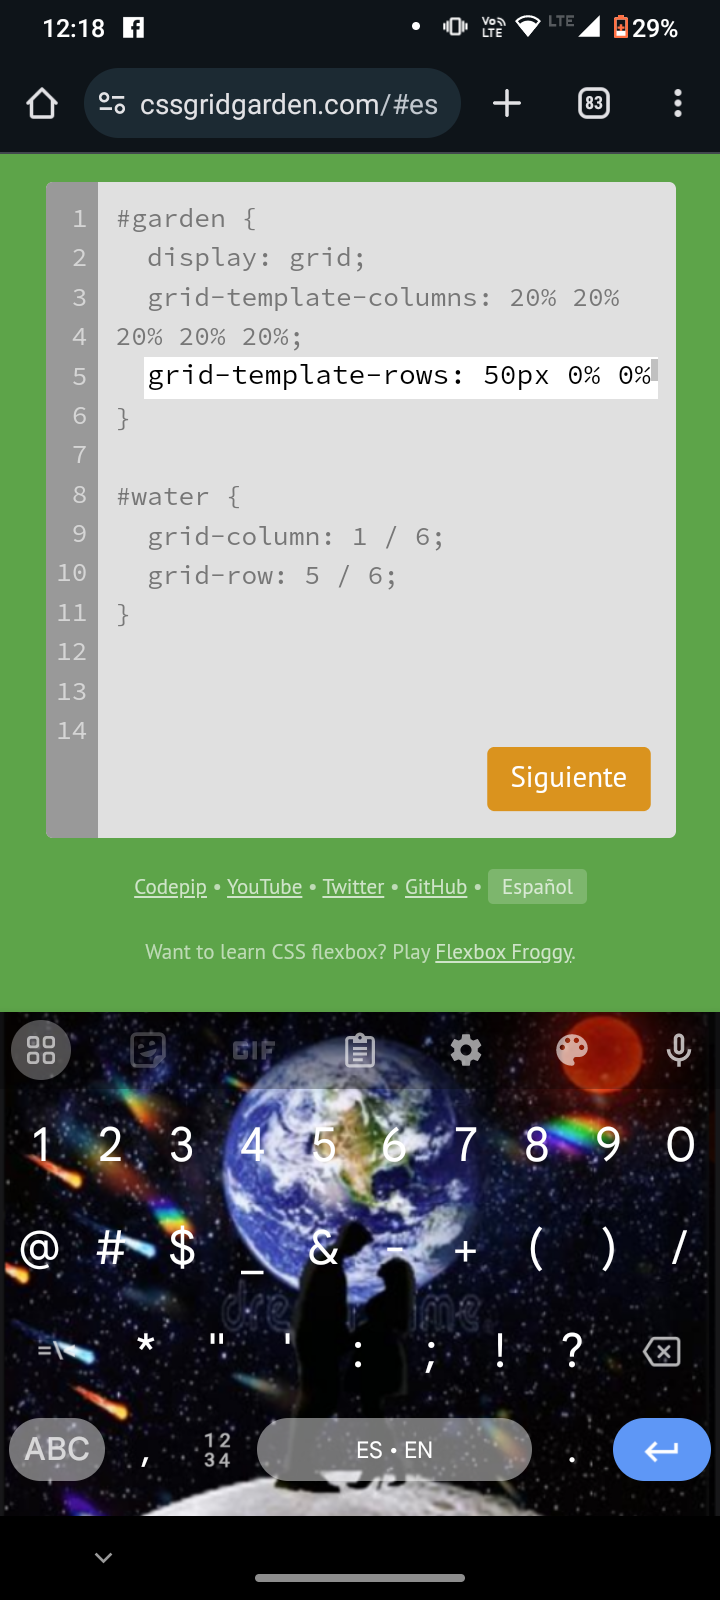 12:18
Vo LTE
LTE
29%
cssgridgarden.com/#es
83
1 #garden {
2 display: grid;
3 grid-template-columns: 20% 20%
4 20% 20% 20%;
5 grid-template-rows: 50px 0% 0%
6 }
7
8 #water {
9 grid-column: 1 / 6;
10 grid-row: 5 / 6;
11 }
12
13
14
Siguiente
Codepip • YouTube • Twitter • GitHub • Español
Want to learn CSS flexbox? Play Flexbox Froggy.
GIF
1 2 3 4 5 6 7 8 9 0
@ # $ _ & - + ( ) /
=\< * " ' : ; ! ?
ABC , 12 34 ES • EN .